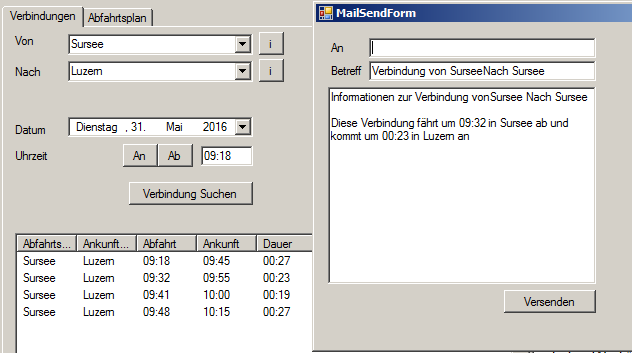 Verbindungen Abfahrtsplan
Von Sursee i
Nach Luzern i
Datum Dienstag , 31. Mai 2016
Uhrzeit An Ab 09:18
Verbindung Suchen
Abfahrts... Ankunft... Abfahrt Ankunft Dauer
Sursee Luzern 09:18 09:45 00:27
Sursee Luzern 09:32 09:55 00:23
Sursee Luzern 09:41 10:00 00:19
Sursee Luzern 09:48 10:15 00:27
MailSendForm
An
Betreff Verbindung von SurseeNach Sursee
Informationen zur Verbindung vonSursee Nach Sursee
Diese Verbindung fährt um 09:32 in Sursee ab und
kommt um 00:23 in Luzern an
Versenden